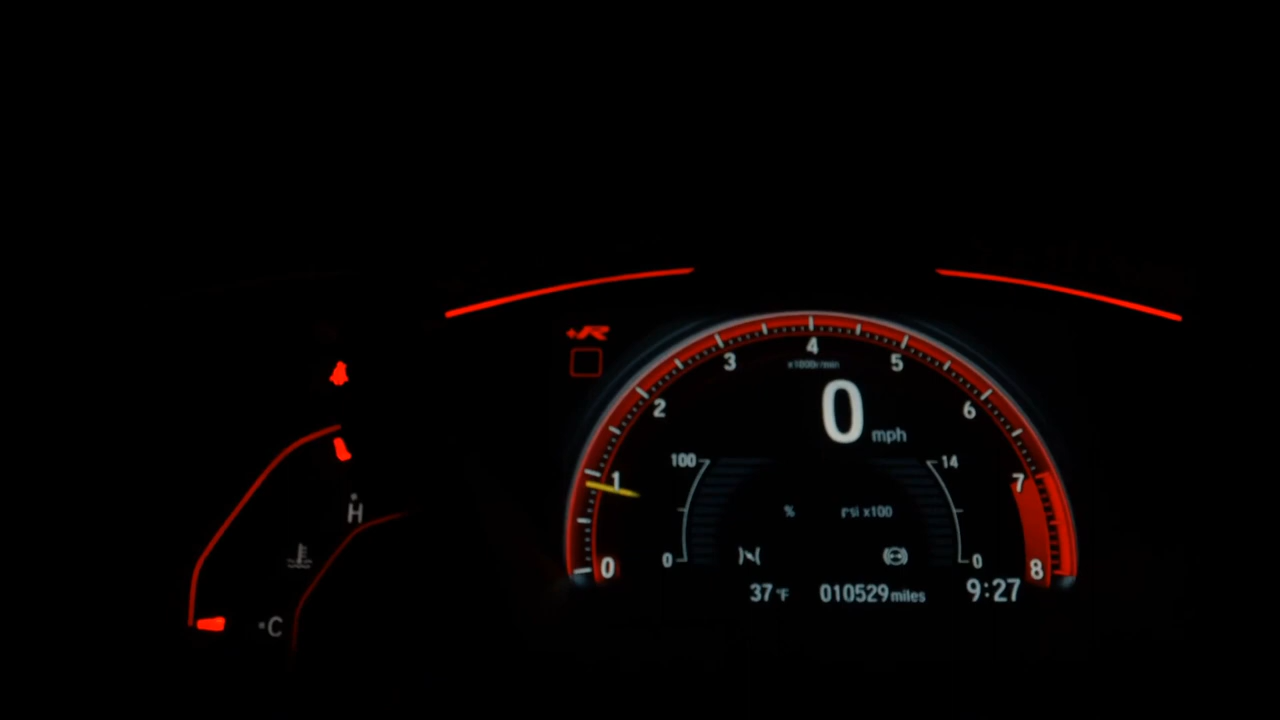 +R
4
3 5
x1000r/min
2 0 mph 6
100 14
1 7
% psi x100
H
0 0
0 8
37°F 010529 miles 9:27
C